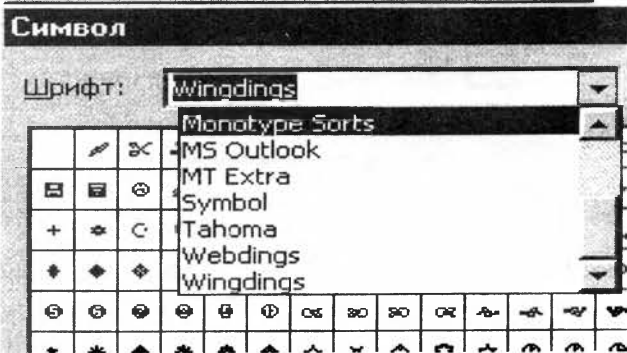 Символ
Шрифт: Wingdings
Monotype Sorts
MS Outlook
MT Extra
Symbol
Tahoma
Webdings
Wingdings